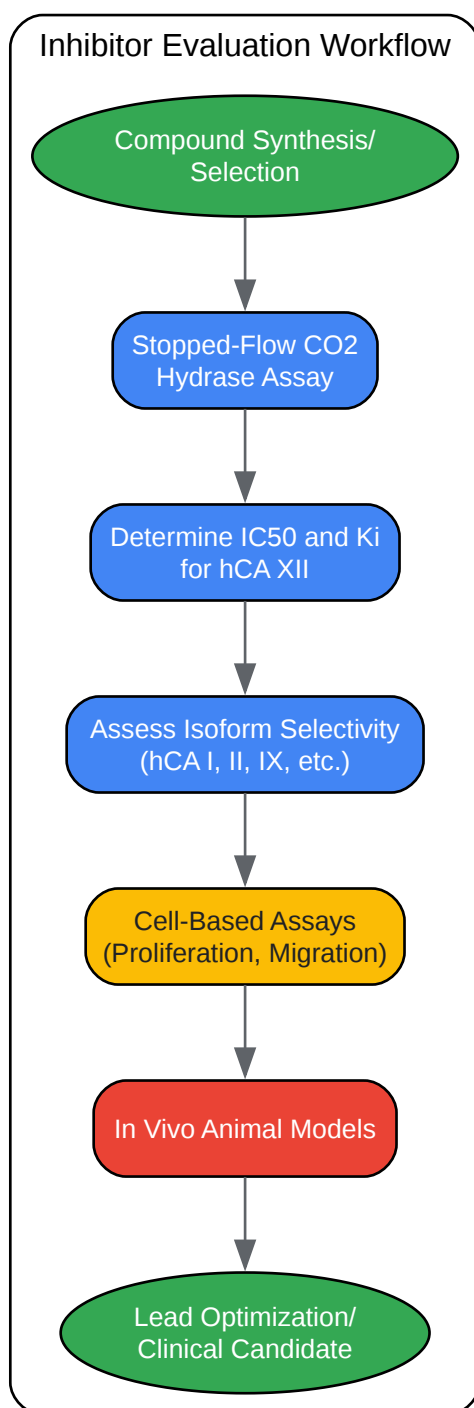 Inhibitor Evaluation Workflow
Compound Synthesis/
Selection
Stopped-Flow CO2
Hydrase Assay
Determine IC50 and Ki
for hCA XII
Assess Isoform Selectivity
(hCA I, II, IX, etc.)
Cell-Based Assays
(Proliferation, Migration)
In Vivo Animal Models
Lead Optimization/
Clinical Candidate